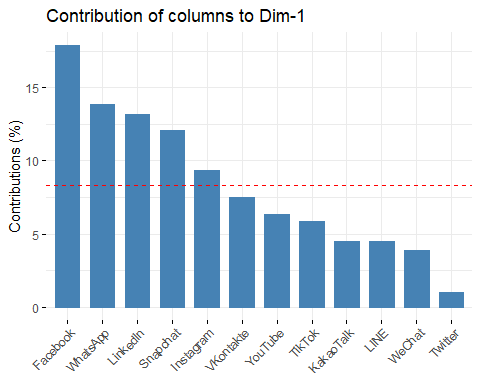 Contribution of columns to Dim-1
Contributions (%)
15
10
5
0
Facebook
WhatsApp
LinkedIn
Snapchat
Instagram
VKontakte
YouTube
TikTok
KakaoTalk
LINE
WeChat
Twitter